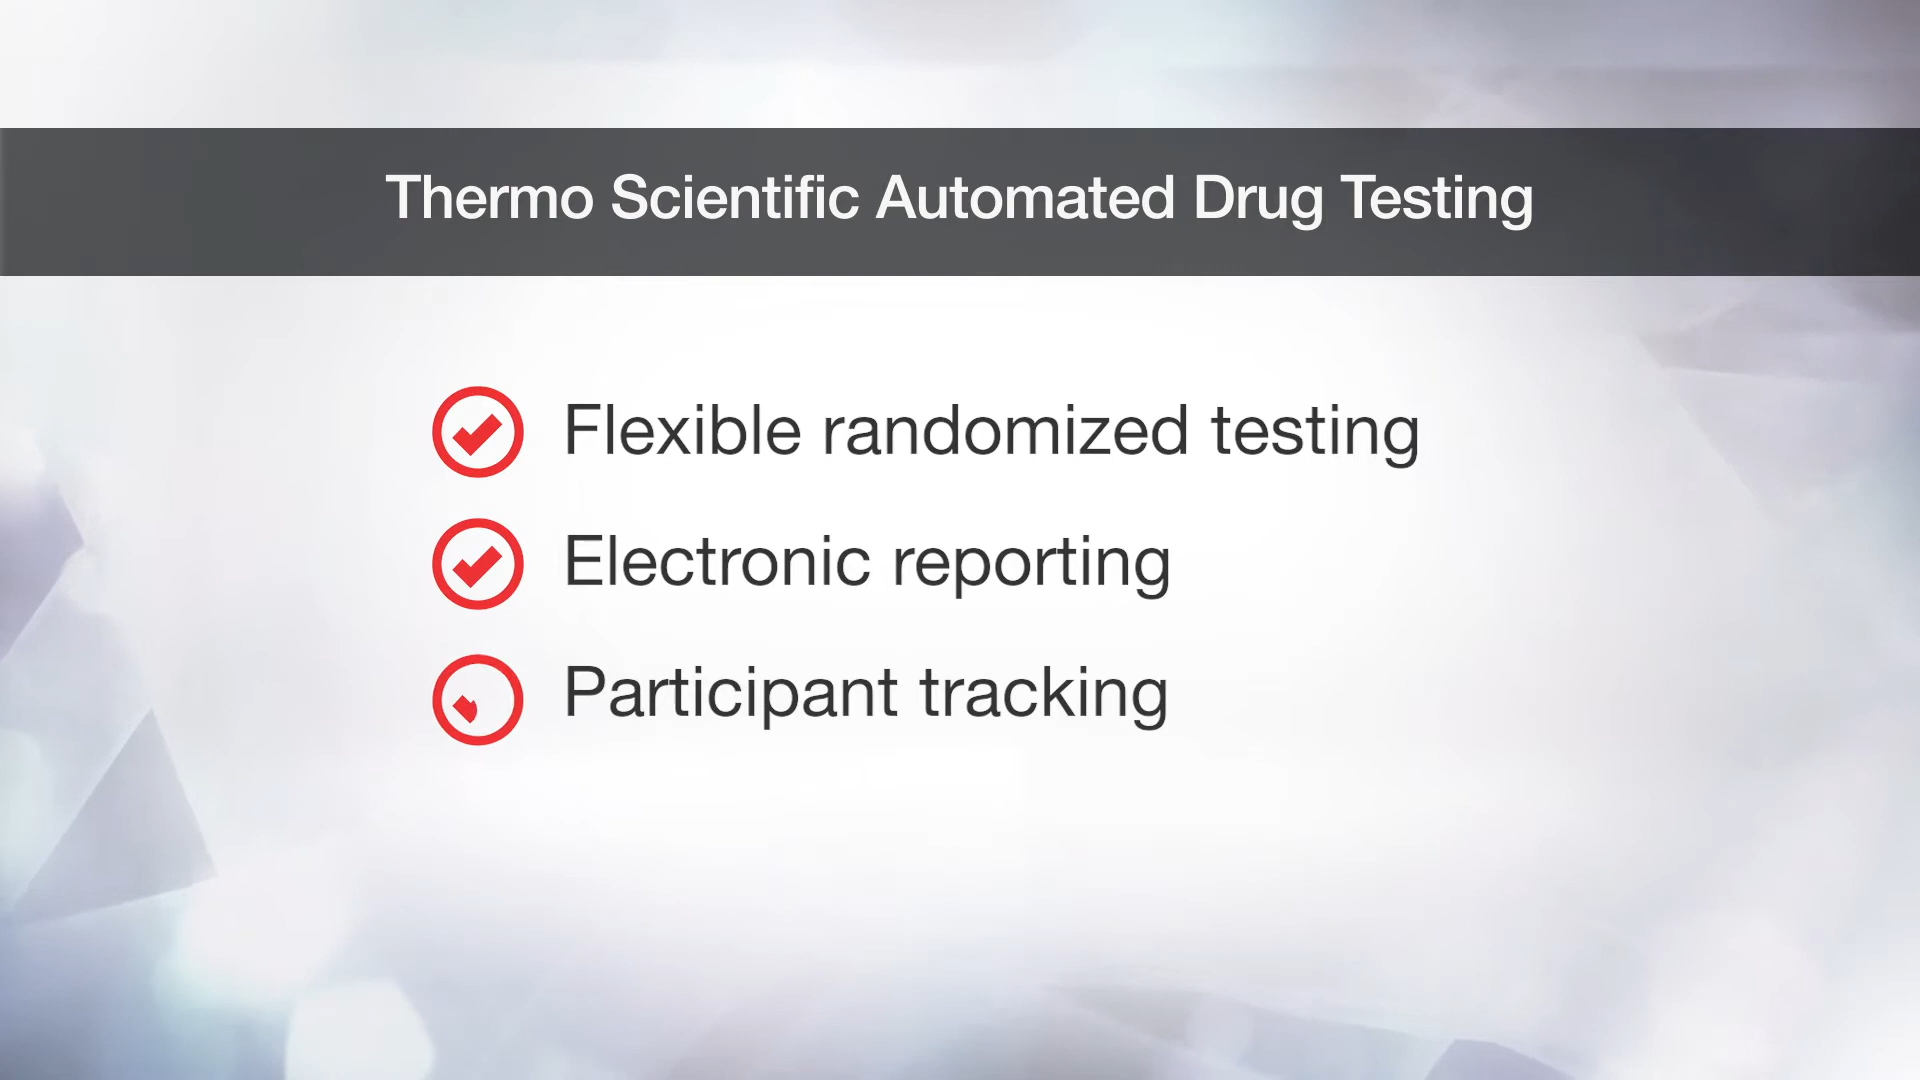 Thermo Scientific Automated Drug Testing
Flexible randomized testing
Electronic reporting
Participant tracking